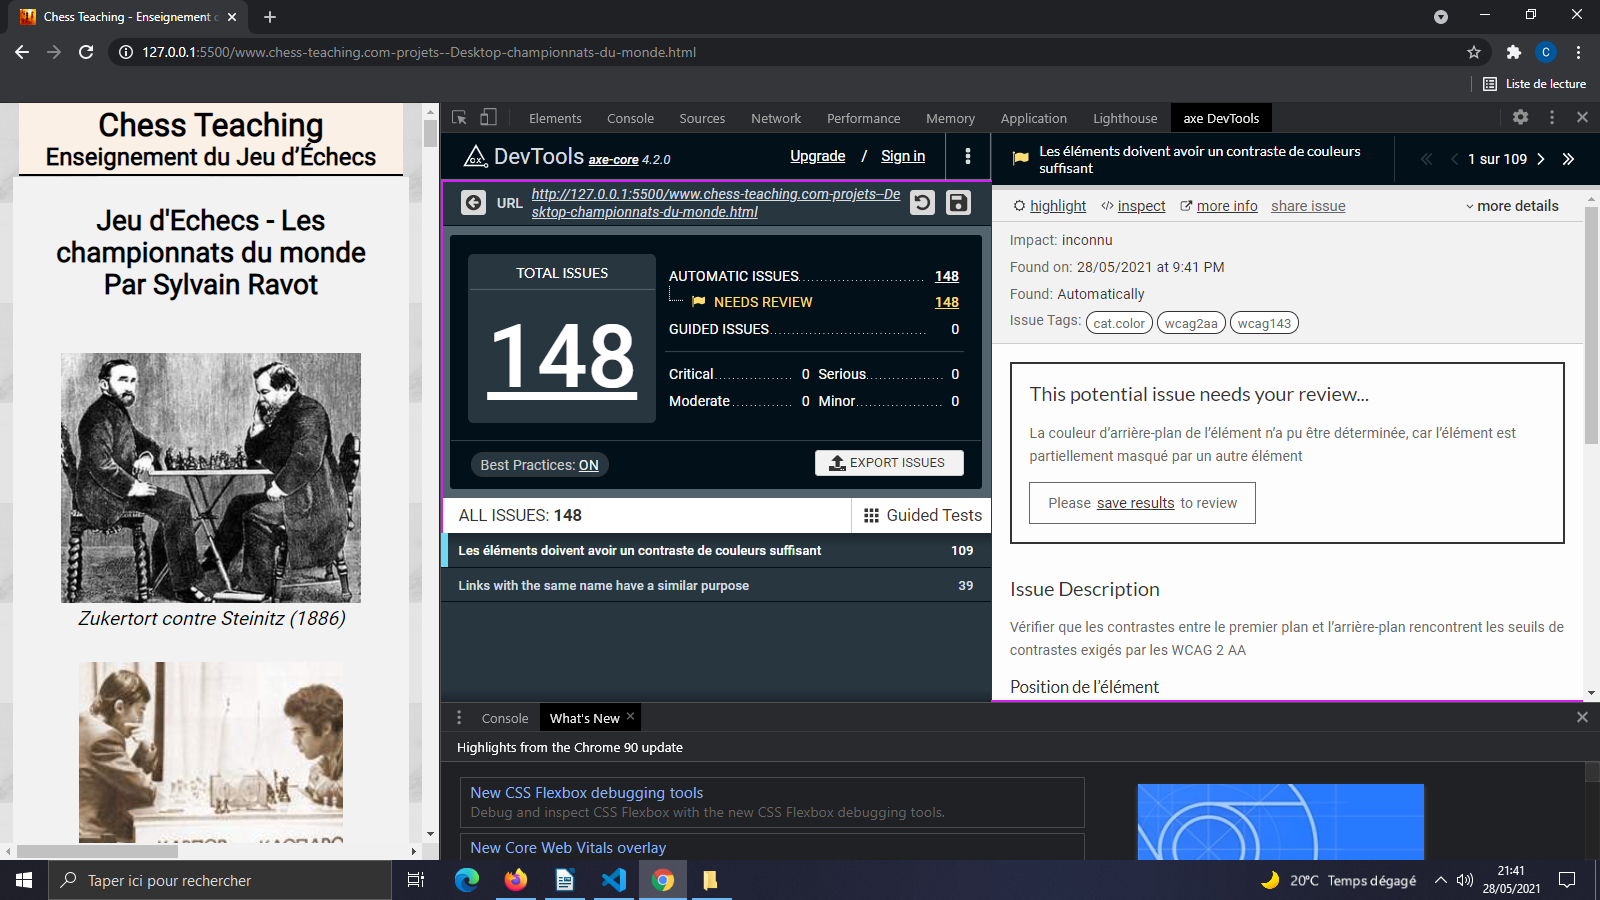 Chess Teaching - Enseignement d
127.0.0.1:5500/www.chess-teaching.com-projets--Desktop-championnats-du-monde.html
C
Liste de lecture
Chess Teaching
Enseignement du Jeu d’Échecs
Jeu d'Echecs - Les
championnats du monde
Par Sylvain Ravot
Zukertort contre Steinitz (1886)
Elements
Console
Sources
Network
Performance
Memory
Application
Lighthouse
axe DevTools
DevTools axe-core 4.2.0
Upgrade / Sign in
URL
http://127.0.0.1:5500/www.chess-teaching.com-projets--De
sktop-championnats-du-monde.html
TOTAL ISSUES
148
AUTOMATIC ISSUES 148
NEEDS REVIEW 148
GUIDED ISSUES 0
Critical 0 Serious 0
Moderate 0 Minor 0
Best Practices: ON
EXPORT ISSUES
ALL ISSUES: 148
Guided Tests
Les éléments doivent avoir un contraste de couleurs suffisant 109
Links with the same name have a similar purpose 39
Les éléments doivent avoir un contraste de couleurs
suffisant
1 sur 109
highlight
inspect
more info
share issue
more details
Impact: inconnu
Found on: 28/05/2021 at 9:41 PM
Found: Automatically
Issue Tags: cat.color wcag2aa wcag143
This potential issue needs your review...
La couleur d’arrière-plan de l’élément n’a pu être déterminée, car l’élément est
partiellement masqué par un autre élément
Please save results to review
Issue Description
Vérifier que les contrastes entre le premier plan et l’arrière-plan rencontrent les seuils de
contrastes exigés par les WCAG 2 AA
Position de l’élément
Console
What's New
Highlights from the Chrome 90 update
New CSS Flexbox debugging tools
Debug and inspect CSS Flexbox with the new CSS Flexbox debugging tools.
New Core Web Vitals overlay
Taper ici pour rechercher
20°C Temps dégagé
21:41
28/05/2021